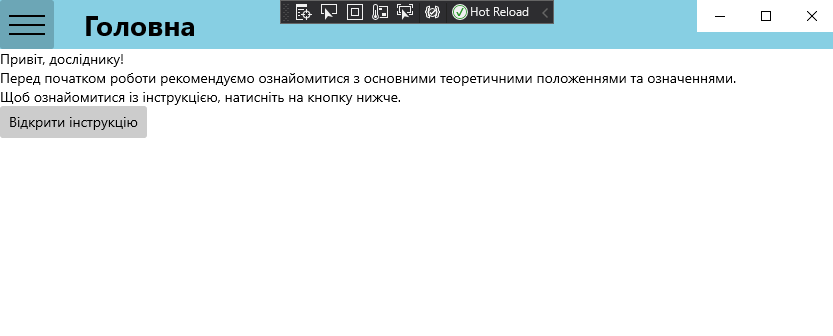 Головна
Hot Reload
Привіт, досліднику!
Перед початком роботи рекомендуємо ознайомитися з основними теоретичними положеннями та означеннями.
Щоб ознайомитися із інструкцією, натисніть на кнопку нижче.
Відкрити інструкцію